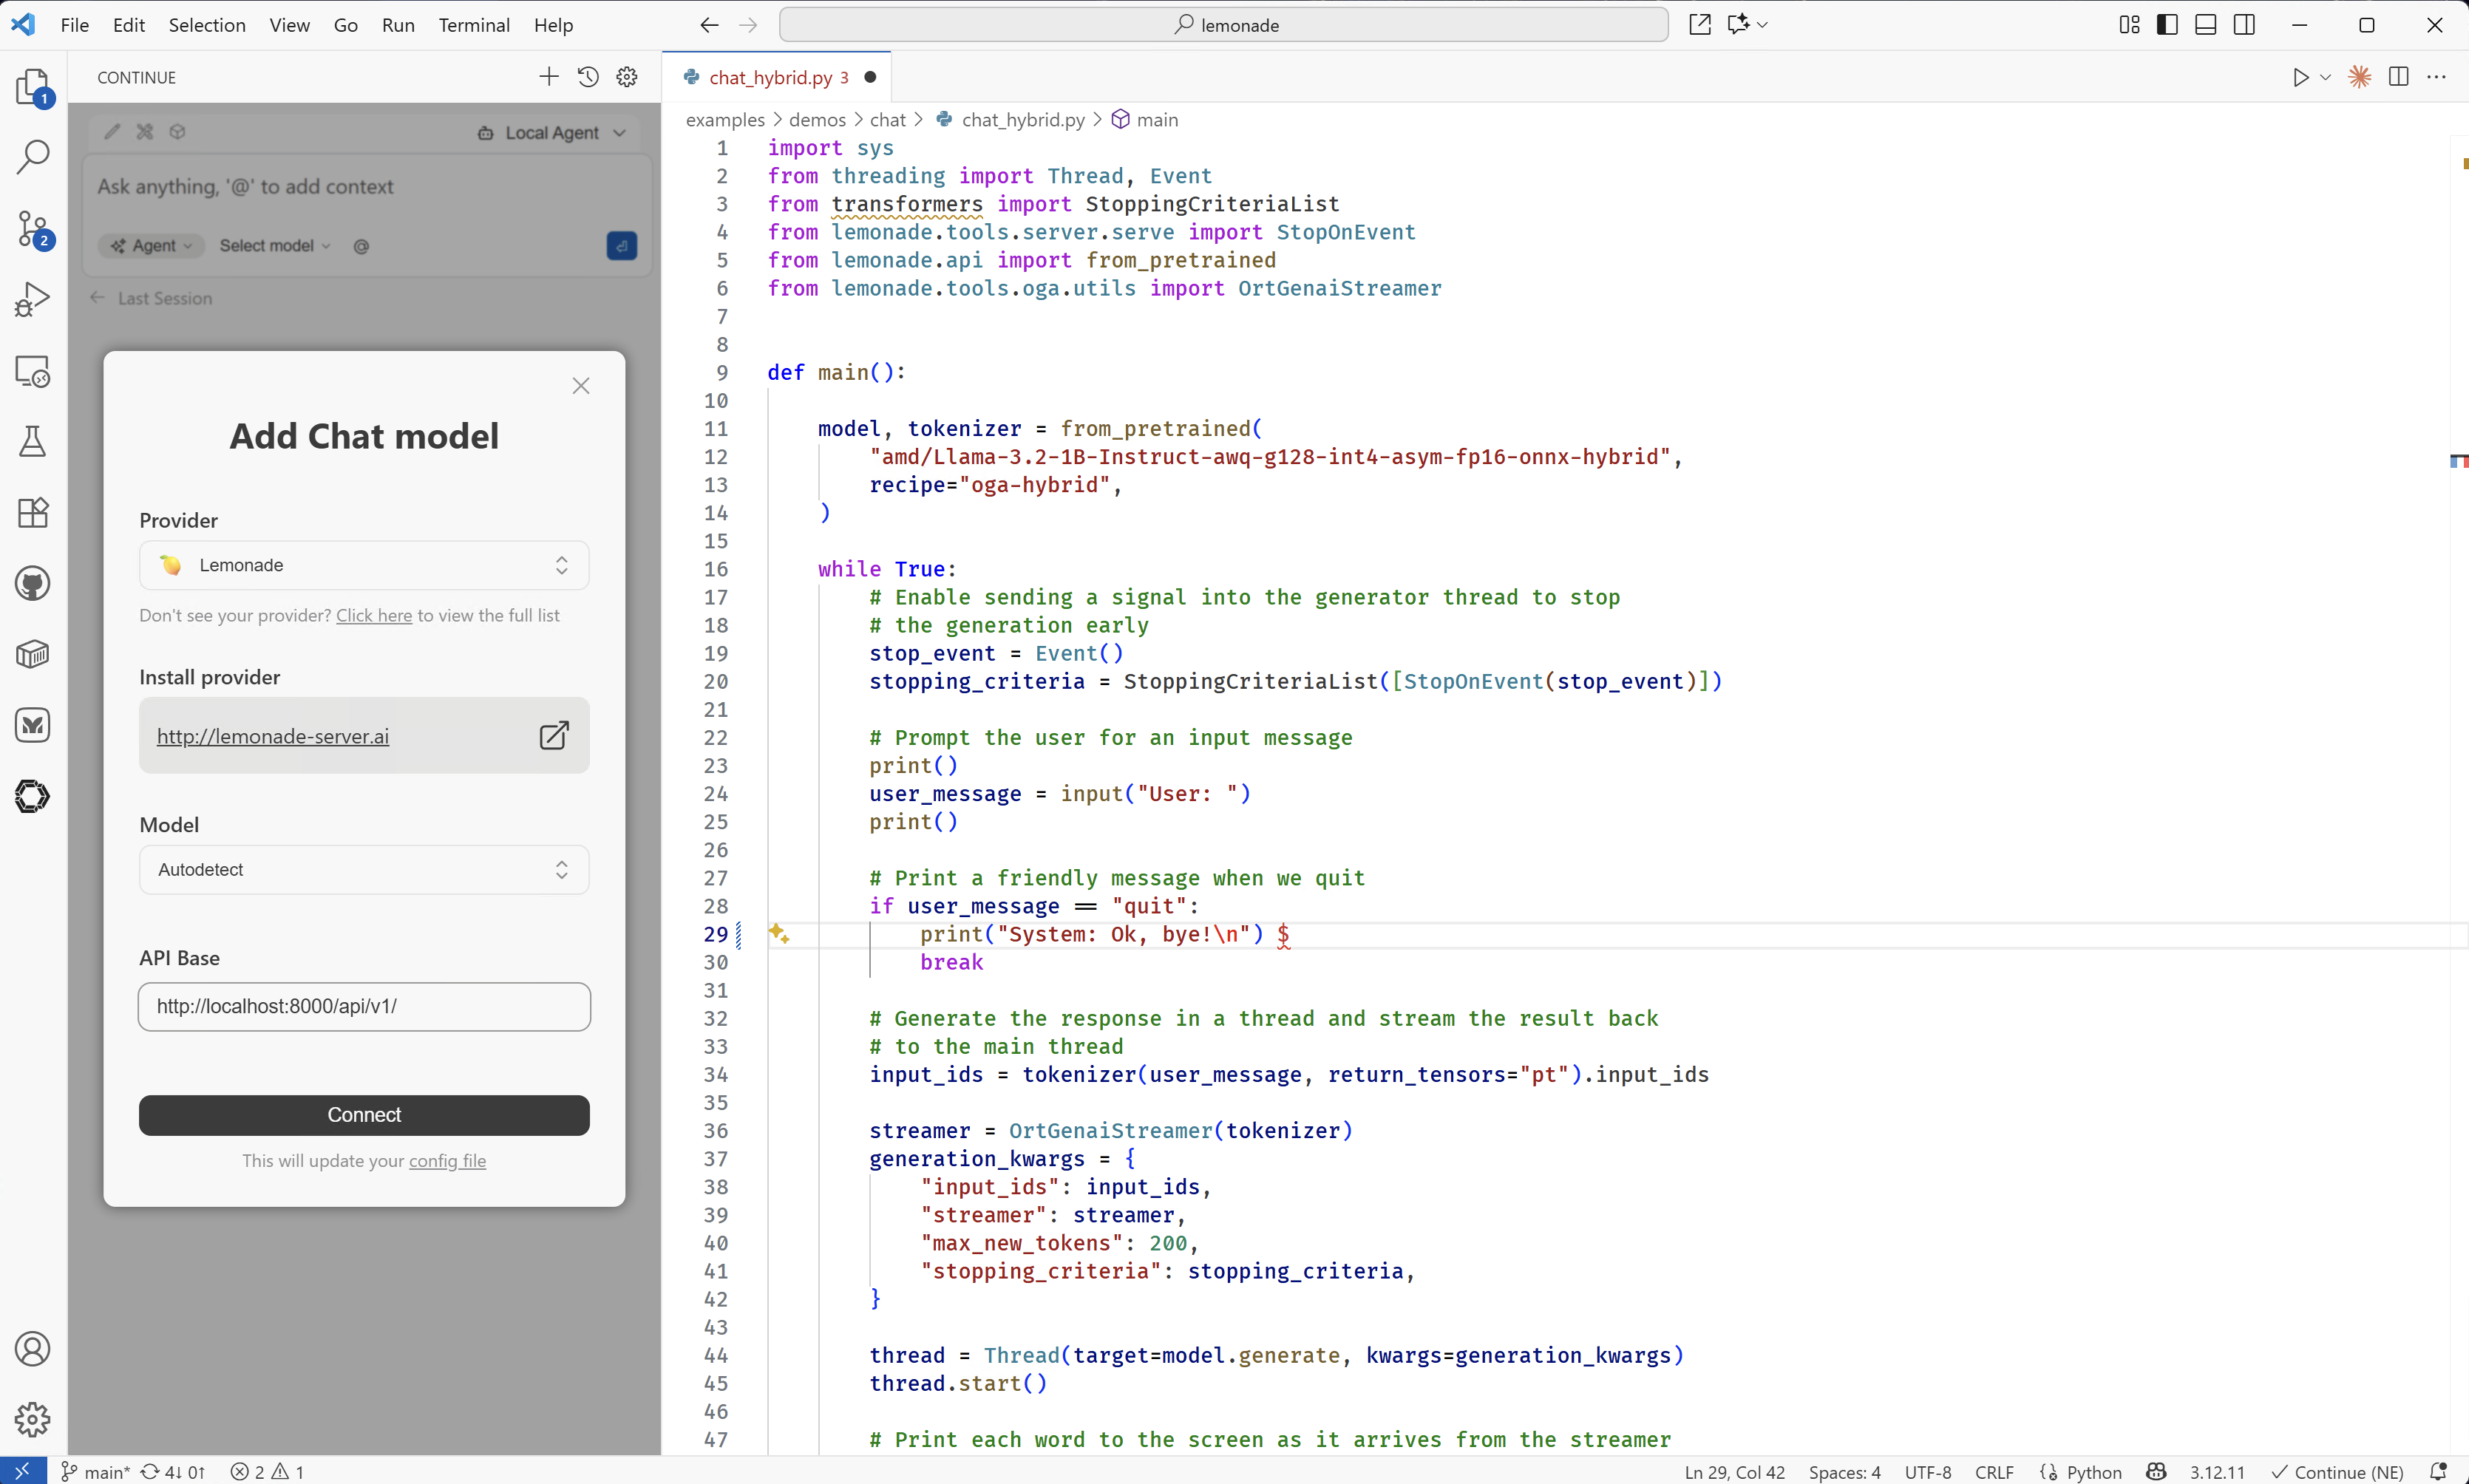 File Edit Selection View Go Run Terminal Help
lemonade
CONTINUE
chat_hybrid.py 3
1
2
Local Agent
Ask anything, '@' to add context
Agent Select model @
Last Session
Add Chat model
Provider
Lemonade
Don't see your provider? Click here to view the full list
Install provider
http://lemonade-server.ai
Model
Autodetect
API Base
http://localhost:8000/api/v1/
Connect
This will update your config file
examples > demos > chat > chat_hybrid.py > main
1 import sys
2 from threading import Thread, Event
3 from transformers import StoppingCriteriaList
4 from lemonade.tools.server.serve import StopOnEvent
5 from lemonade.api import from_pretrained
6 from lemonade.tools.oga.utils import OrtGenaiStreamer
7
8
9 def main():
10
11 model, tokenizer = from_pretrained(
12 "amd/Llama-3.2-1B-Instruct-awq-g128-int4-asym-fp16-onnx-hybrid",
13 recipe="oga-hybrid",
14 )
15
16 while True:
17 # Enable sending a signal into the generator thread to stop
18 # the generation early
19 stop_event = Event()
20 stopping_criteria = StoppingCriteriaList([StopOnEvent(stop_event)])
21
22 # Prompt the user for an input message
23 print()
24 user_message = input("User: ")
25 print()
26
27 # Print a friendly message when we quit
28 if user_message == "quit":
29 print("System: Ok, bye!\n") $
30 break
31
32 # Generate the response in a thread and stream the result back
33 # to the main thread
34 input_ids = tokenizer(user_message, return_tensors="pt").input_ids
35
36 streamer = OrtGenaiStreamer(tokenizer)
37 generation_kwargs = {
38 "input_ids": input_ids,
39 "streamer": streamer,
40 "max_new_tokens": 200,
41 "stopping_criteria": stopping_criteria,
42 }
43
44 thread = Thread(target=model.generate, kwargs=generation_kwargs)
45 thread.start()
46
47 # Print each word to the screen as it arrives from the streamer
main* 4↓ 0↑ 2 1
Ln 29, Col 42 Spaces: 4 UTF-8 CRLF Python 3.12.11 Continue (NE)